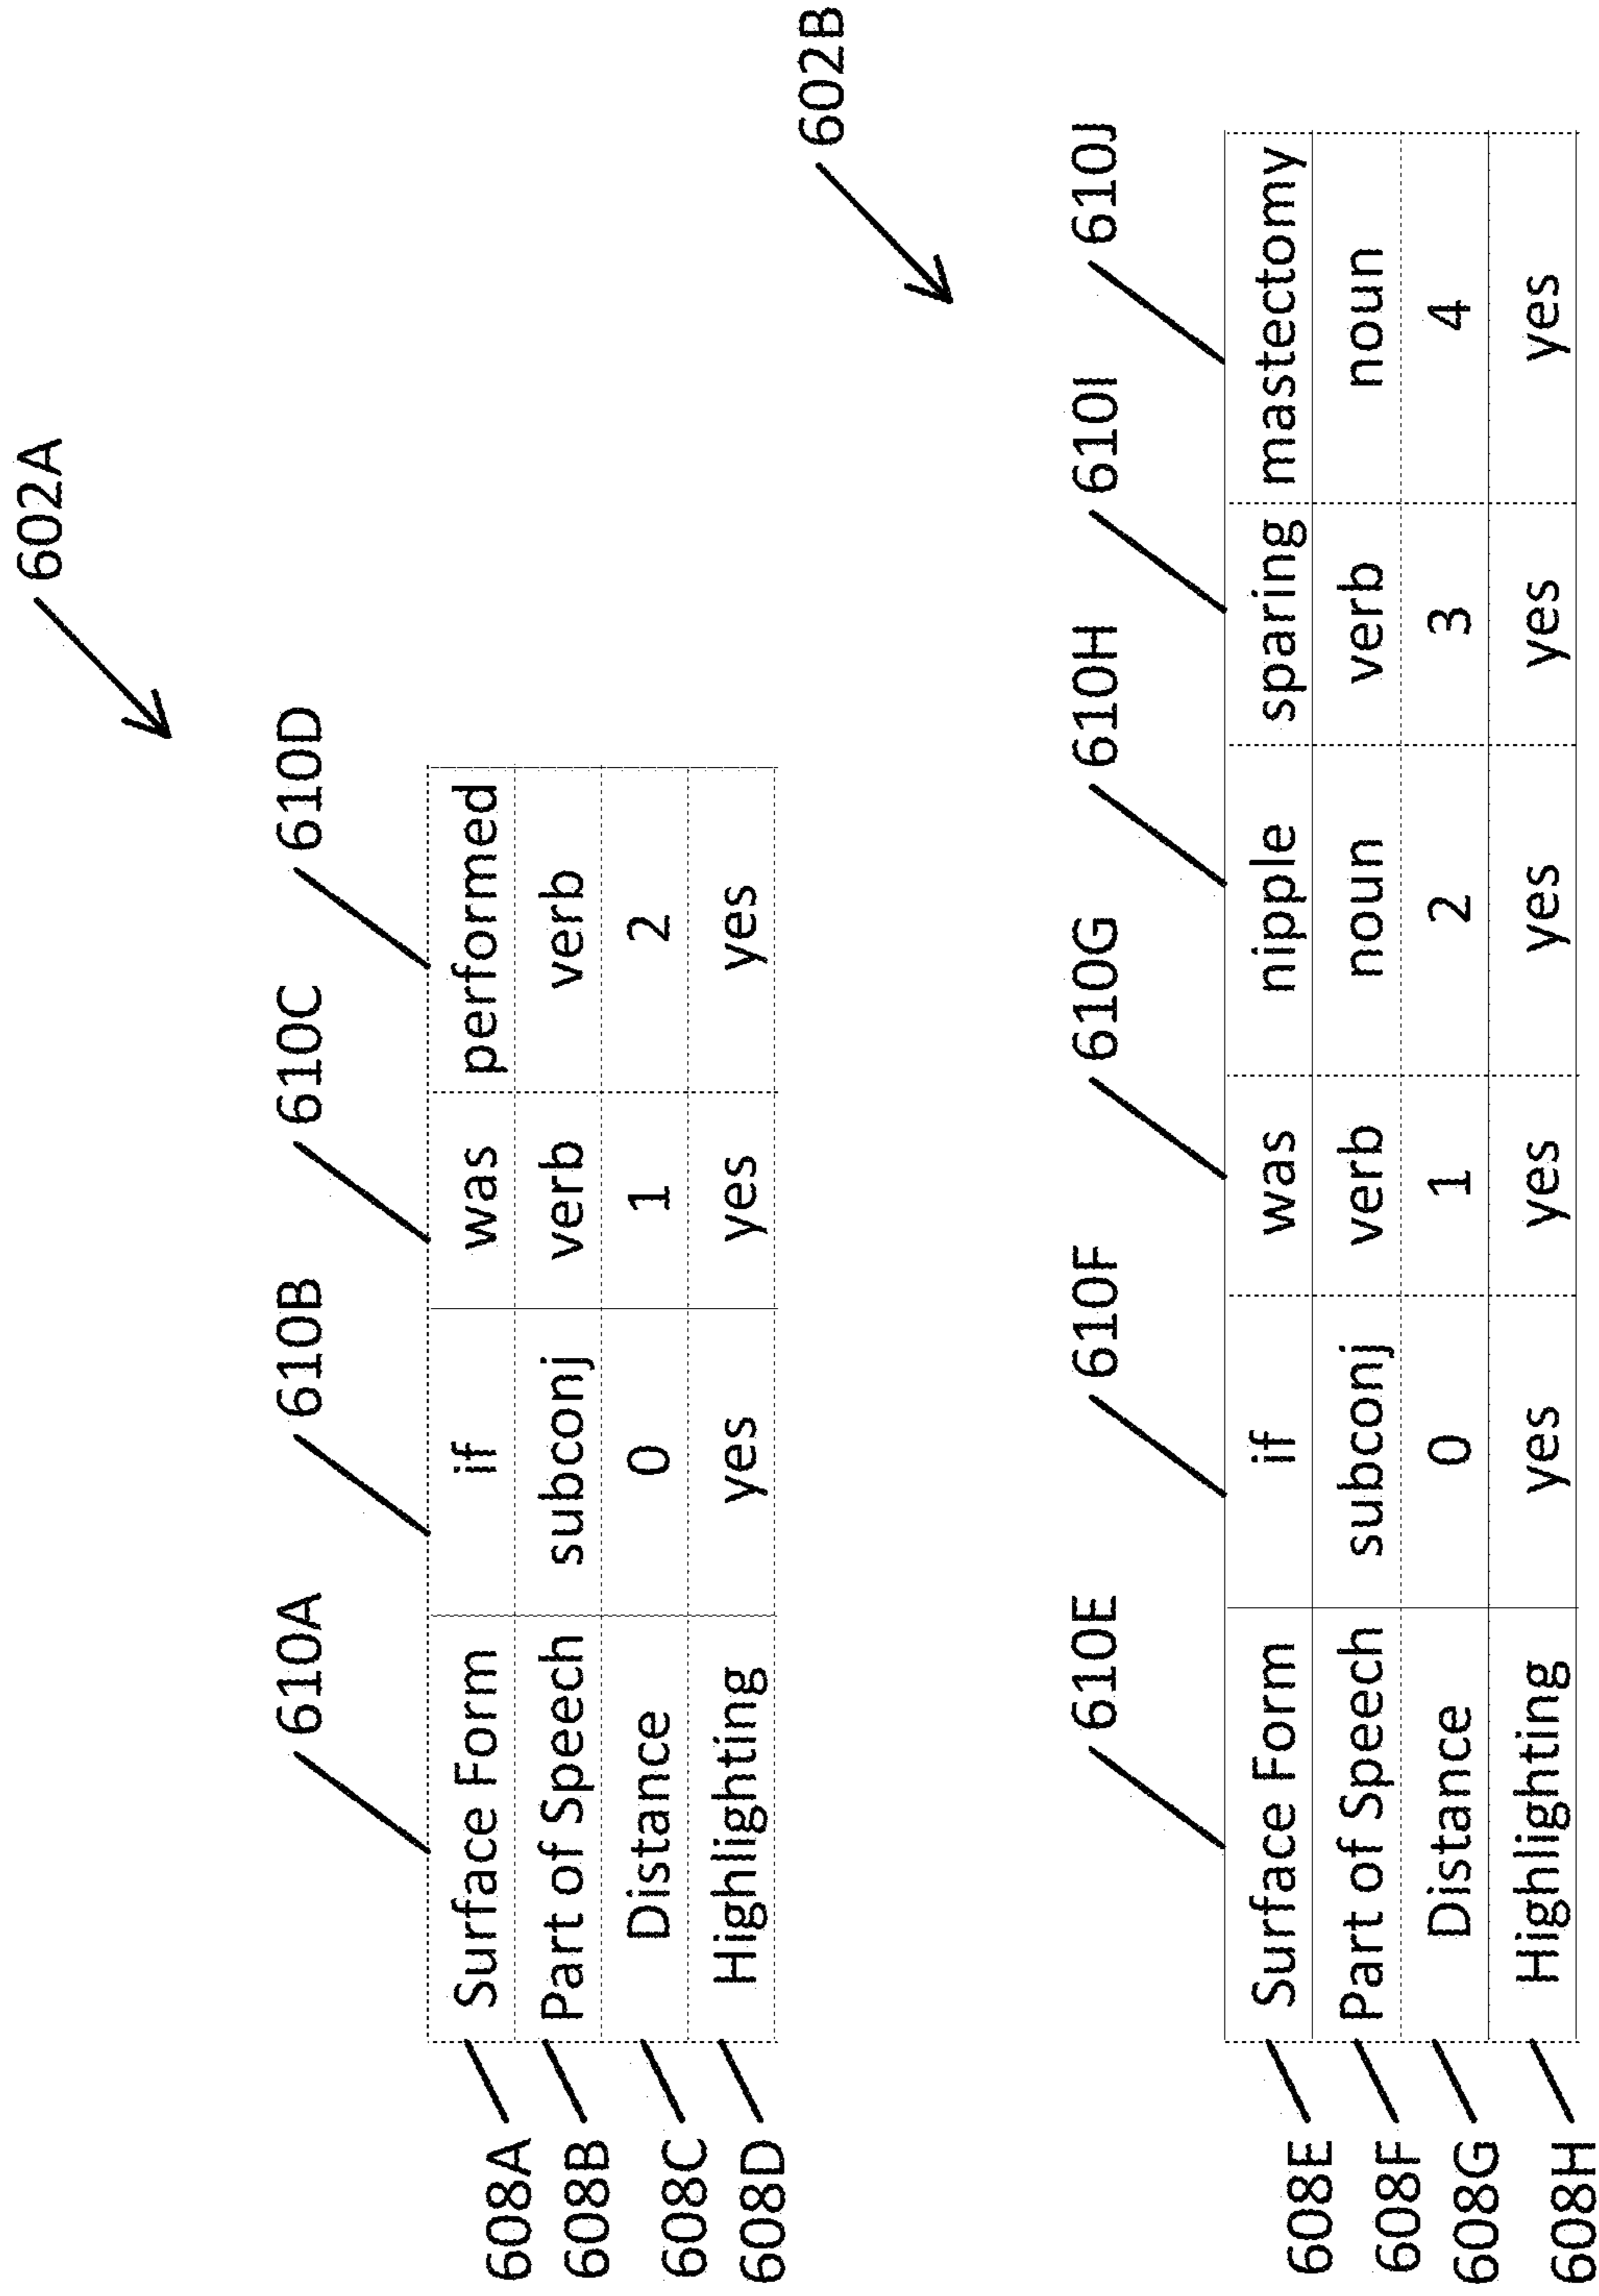 602A
610A 610B 610C 610D
608A Surface Form if was performed
608B Part of Speech subconj verb verb
608C Distance 0 1 2
608D Highlighting yes yes yes
602B
610E 610F 610G 610H 610I 610J
608E Surface Form if was nipple sparing mastectomy
608F Part of Speech subconj verb noun verb noun
608G Distance 0 1 2 3 4
608H Highlighting yes yes yes yes yes